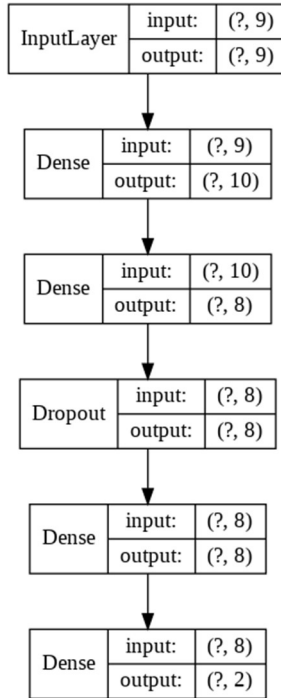 InputLayer
input: (?, 9)
output: (?, 9)
Dense
input: (?, 9)
output: (?, 10)
Dense
input: (?, 10)
output: (?, 8)
Dropout
input: (?, 8)
output: (?, 8)
Dense
input: (?, 8)
output: (?, 8)
Dense
input: (?, 8)
output: (?, 2)